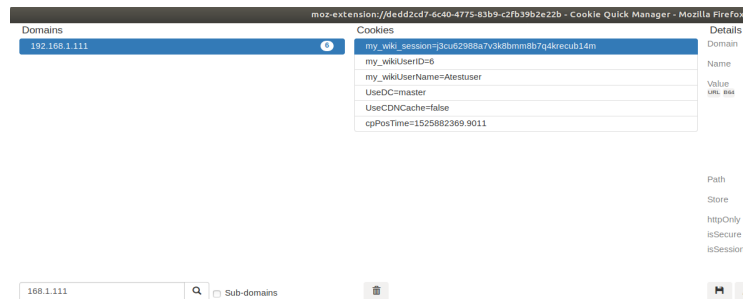 moz-extension://dedd2cd7-6c40-4775-83b9-c2fb39b2e22b - Cookie Quick Manager - Mozilla Firefox
Domains
192.168.1.111 6
168.1.111
Sub-domains
Cookies
my_wiki_session=j3cu62988a7v3k8bmm8b7q4krecub14m
my_wikiUserID=6
my_wikiUserName=Atestuser
UseDC=master
UseCDNCache=false
cpPosTime=1525882369.9011
Details
Domain
Name
Value
URL B64
Path
Store
httpOnly
isSecure
isSession